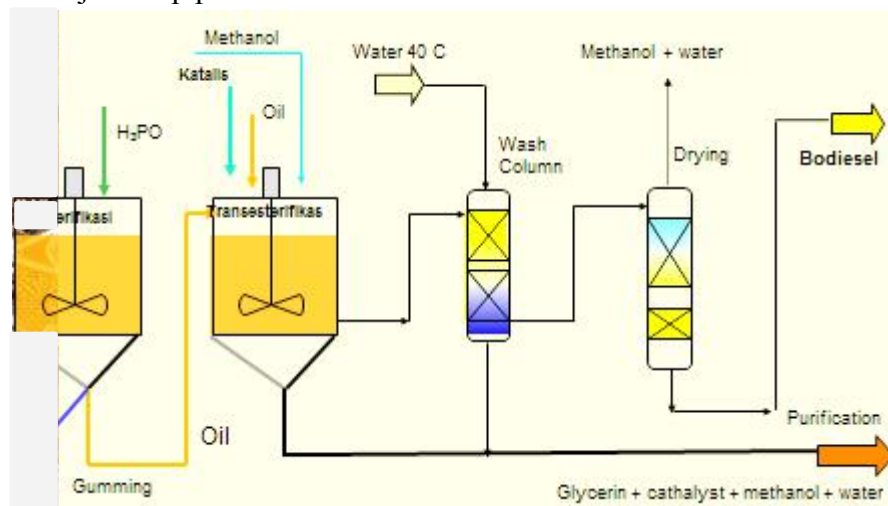 Methanol
Water 40 C
Methanol + water
Katalis
Oil
H₃PO
Wash
Column
Drying
Bodiesel
erifikasi
Transesterifikas
Oil
Purification
Gumming
Glycerin + cathalyst + methanol + water